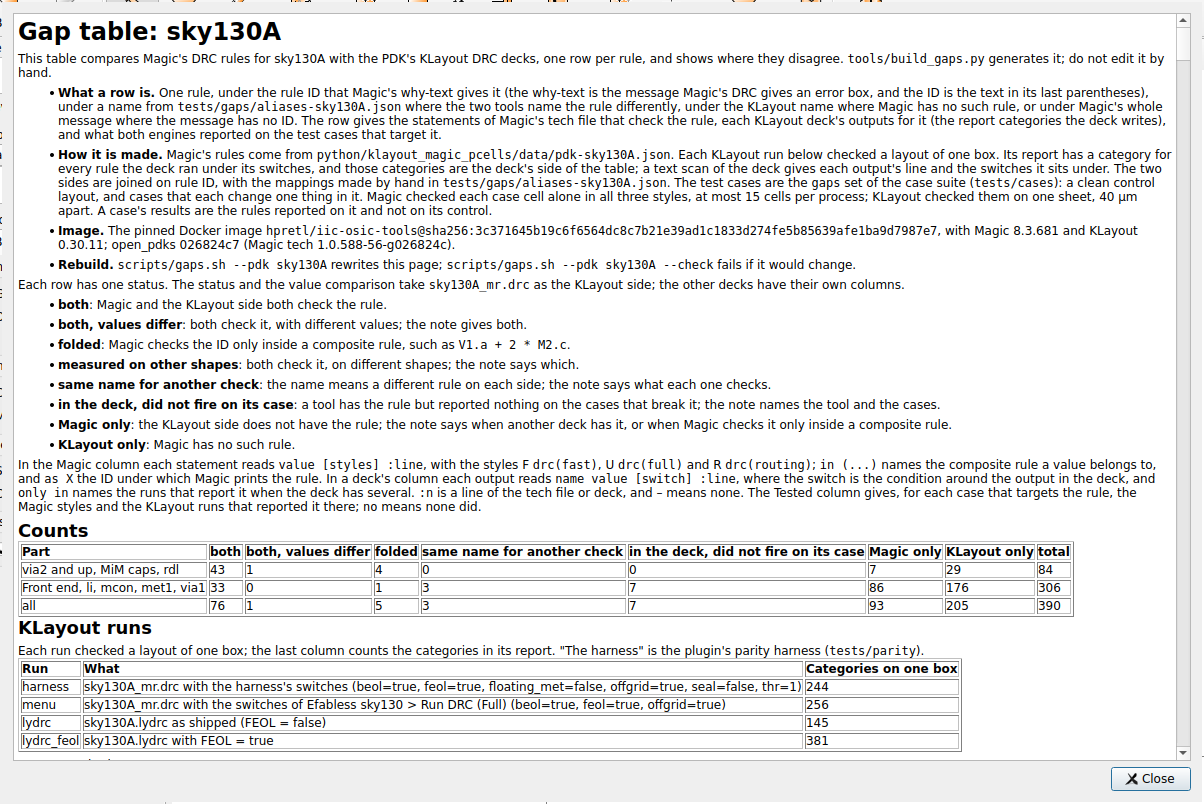 Gap table: sky130A
This table compares Magic's DRC rules for sky130A with the PDK's KLayout DRC decks, one row per rule, and shows where they disagree. tools/build_gaps.py generates it; do not edit it by
hand.
• What a row is. One rule, under the rule ID that Magic's why-text gives it (the why-text is the message Magic's DRC gives an error box, and the ID is the text in its last parentheses),
under a name from tests/gaps/aliases-sky130A.json where the two tools name the rule differently, under the KLayout name where Magic has no such rule, or under Magic's whole
message where the message has no ID. The row gives the statements of Magic's tech file that check the rule, each KLayout deck's outputs for it (the report categories the deck writes),
and what both engines reported on the test cases that target it.
• How it is made. Magic's rules come from python/klayout_magic_pcells/data/pdk-sky130A.json. Each KLayout run below checked a layout of one box. Its report has a category for
every rule the deck ran under its switches, and those categories are the deck's side of the table; a text scan of the deck gives each output's line and the switches it sits under. The two
sides are joined on rule ID, with the mappings made by hand in tests/gaps/aliases-sky130A.json. The test cases are the gaps set of the case suite (tests/cases): a clean control
layout, and cases that each change one thing in it. Magic checked each case cell alone in all three styles, at most 15 cells per process; KLayout checked them on one sheet, 40 µm
apart. A case's results are the rules reported on it and not on its control.
• Image. The pinned Docker image hpretl/iic-osic-tools@sha256:3c371645b19c6f6564dc8c7b21e39ad1c1833d274fe5b85639afe1ba9d7987e7, with Magic 8.3.681 and KLayout
0.30.11; open_pdks 026824c7 (Magic tech 1.0.588-56-g026824c).
• Rebuild. scripts/gaps.sh --pdk sky130A rewrites this page; scripts/gaps.sh --pdk sky130A --check fails if it would change.
Each row has one status. The status and the value comparison take sky130A_mr.drc as the KLayout side; the other decks have their own columns.
• both: Magic and the KLayout side both check the rule.
• both, values differ: both check it, with different values; the note gives both.
• folded: Magic checks the ID only inside a composite rule, such as V1.a + 2 * M2.c.
• measured on other shapes: both check it, on different shapes; the note says which.
• same name for another check: the name means a different rule on each side; the note says what each one checks.
• in the deck, did not fire on its case: a tool has the rule but reported nothing on the cases that break it; the note names the tool and the cases.
• Magic only: the KLayout side does not have the rule; the note says when another deck has it, or when Magic checks it only inside a composite rule.
• KLayout only: Magic has no such rule.
In the Magic column each statement reads value [styles] :line, with the styles F drc(fast), U drc(full) and R drc(routing); in (...) names the composite rule a value belongs to,
and as X the ID under which Magic prints the rule. In a deck's column each output reads name value [switch] :line, where the switch is the condition around the output in the deck, and
only in names the runs that report it when the deck has several. :n is a line of the tech file or deck, and – means none. The Tested column gives, for each case that targets the rule, the
Magic styles and the KLayout runs that reported it there; no means none did.
Counts
Part both both, values differ folded same name for another check in the deck, did not fire on its case Magic only KLayout only total
via2 and up, MiM caps, rdl 43 1 4 0 0 7 29 84
Front end, li, mcon, met1, via1 33 0 1 3 7 86 176 306
all 76 1 5 3 7 93 205 390
KLayout runs
Each run checked a layout of one box; the last column counts the categories in its report. "The harness" is the plugin's parity harness (tests/parity).
Run What Categories on one box
harness sky130A_mr.drc with the harness's switches (beol=true, feol=true, floating_met=false, offgrid=true, seal=false, thr=1) 244
menu sky130A_mr.drc with the switches of Efabless sky130 > Run DRC (Full) (beol=true, feol=true, offgrid=true) 256
lydrc sky130A.lydrc as shipped (FEOL = false) 145
lydrc_feol sky130A.lydrc with FEOL = true 381
Close